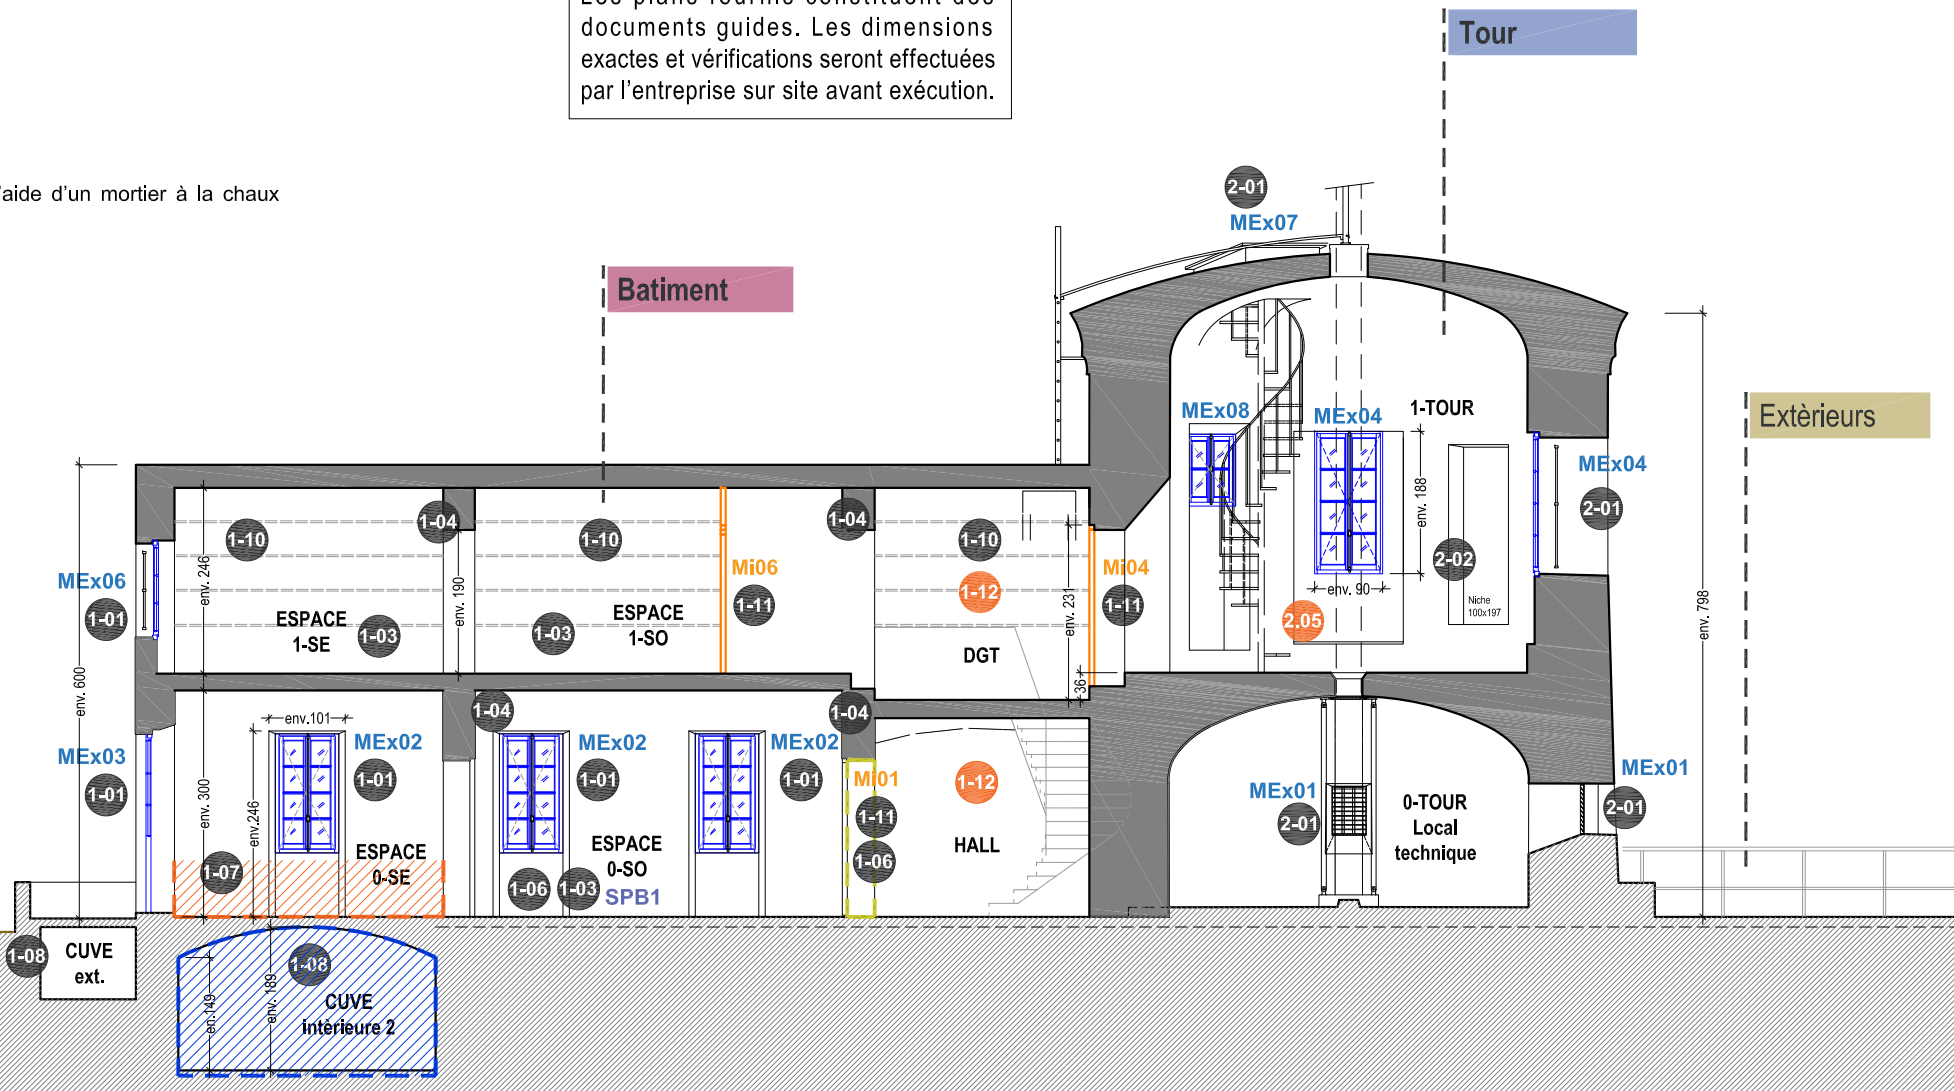 documents guides. Les dimensions
exactes et vérifications seront effectuées
par l'entreprise sur site avant exécution.
Tour
'aide d'un mortier à la chaux
2-01
MEx07
Batiment
Extèrieurs
MEx08
MEx04
1-TOUR
MEx04
2-01
env. 188
2-02
Niche
100x197
env. 90
2.05
env. 798
1-04
1-04
1-10
1-10
1-10
env. 246
env. 190
env. 231
MEx06
1-01
Mi06
1-11
1-12
Mi04
1-11
ESPACE
1-SE
1-03
1-03
ESPACE
1-SO
DGT
36
env. 600
1-04
1-04
env.101
MEx03
1-01
MEx02
1-01
MEx02
1-01
MEx02
1-01
env. 300
env.246
Mi01
1-11
1-06
1-12
HALL
MEx01
2-01
0-TOUR
Local
technique
MEx01
2-01
1-07
ESPACE
0-SE
ESPACE
0-SO
1-06
1-03
SPB1
1-08
CUVE
ext.
1-08
en.149
env. 189
CUVE
intèrieure 2